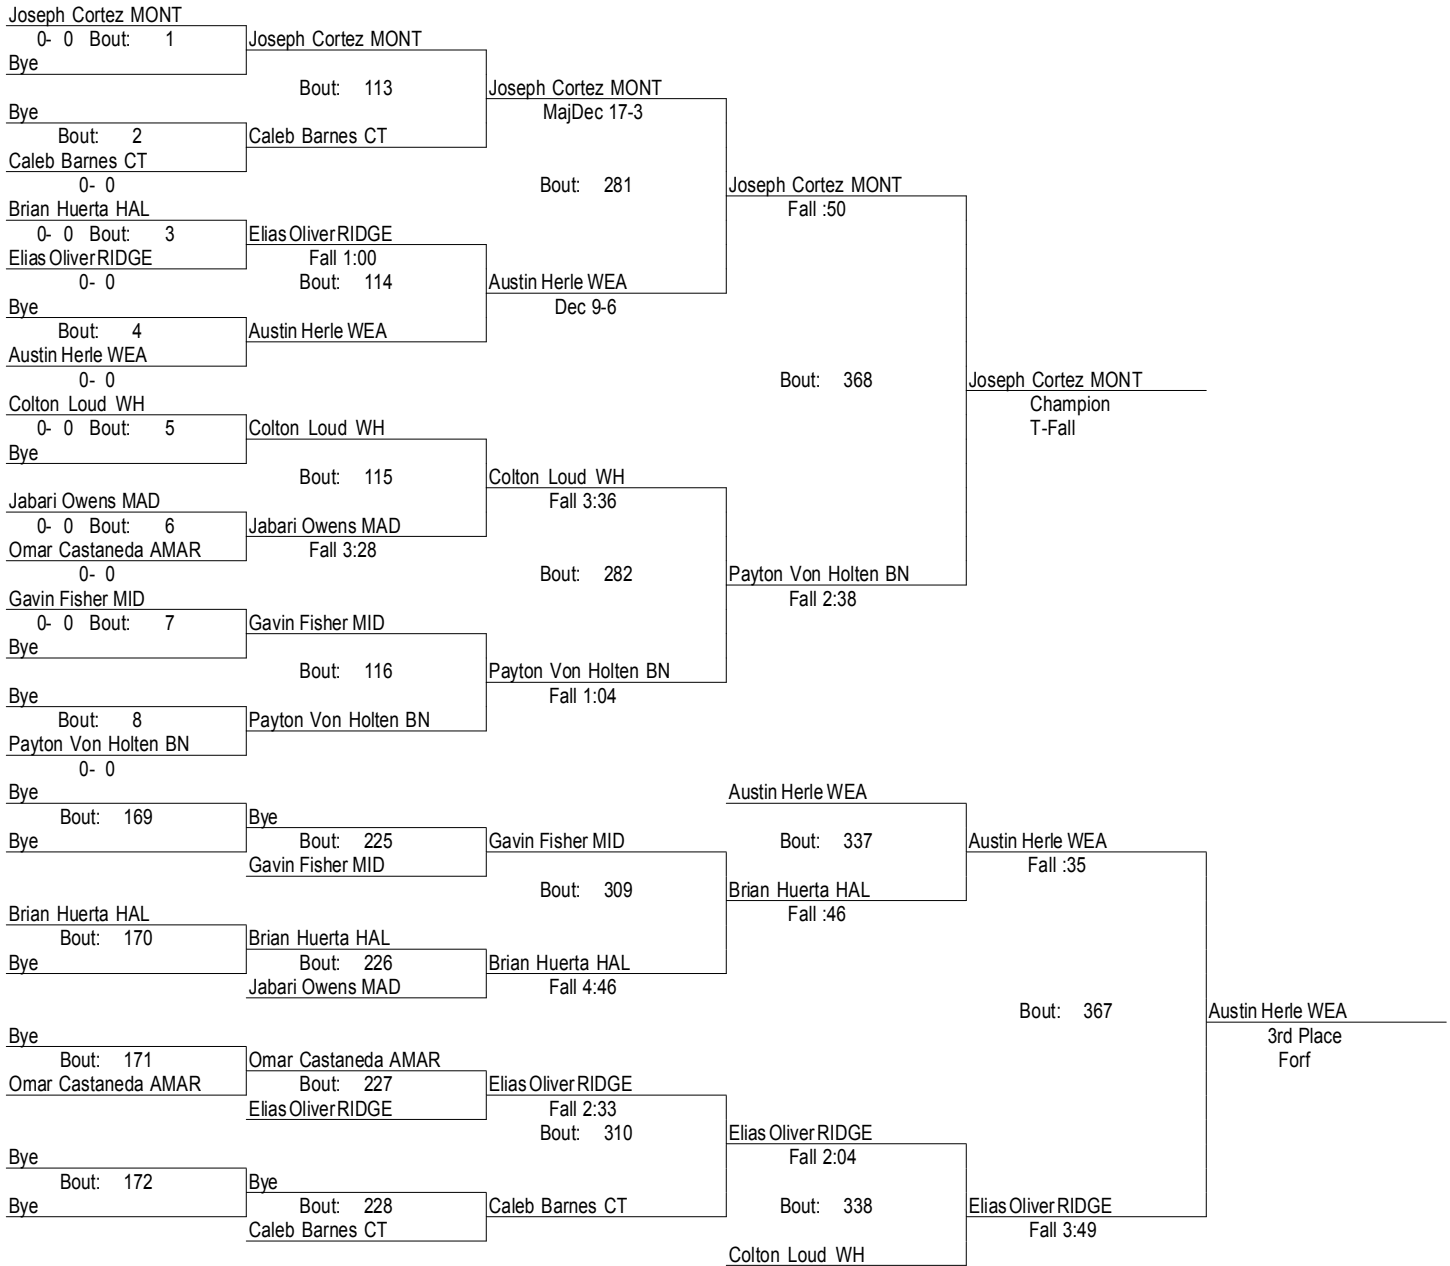 Joseph Cortez MONT
0- 0 Bout: 1 Joseph Cortez MONT
Bye
Bout: 113 Joseph Cortez MONT
Bye MajDec 17-3
Bout: 2 Caleb Barnes CT
Caleb Barnes CT
0- 0 Bout: 281 Joseph Cortez MONT
Brian Huerta HAL Fall :50
0- 0 Bout: 3 Elias Oliver RIDGE
Elias Oliver RIDGE Fall 1:00
0- 0 Bout: 114 Austin Herle WEA
Bye Dec 9-6
Bout: 4 Austin Herle WEA
Austin Herle WEA
0- 0 Bout: 368 Joseph Cortez MONT
Colton Loud WH Champion
0- 0 Bout: 5 Colton Loud WH T-Fall
Bye
Bout: 115 Colton Loud WH
Jabari Owens MAD Fall 3:36
0- 0 Bout: 6 Jabari Owens MAD
Omar Castaneda AMAR Fall 3:28
0- 0 Bout: 282 Payton Von Holten BN
Gavin Fisher MID Fall 2:38
0- 0 Bout: 7 Gavin Fisher MID
Bye
Bout: 116 Payton Von Holten BN
Bye Fall 1:04
Bout: 8 Payton Von Holten BN
Payton Von Holten BN
0- 0
Bye Austin Herle WEA
Bout: 169 Bye
Bye Bout: 225 Gavin Fisher MID Bout: 337 Austin Herle WEA
Gavin Fisher MID Fall :35
Bout: 309 Brian Huerta HAL
Brian Huerta HAL Fall :46
Bout: 170 Brian Huerta HAL
Bye Bout: 226 Brian Huerta HAL
Jabari Owens MAD Fall 4:46
Bout: 367 Austin Herle WEA
Bye 3rd Place
Bout: 171 Omar Castaneda AMAR Forf
Omar Castaneda AMAR Bout: 227 Elias Oliver RIDGE
Elias Oliver RIDGE Fall 2:33
Bout: 310 Elias Oliver RIDGE
Bye Fall 2:04
Bout: 172 Bye
Bye Bout: 228 Caleb Barnes CT Bout: 338 Elias Oliver RIDGE
Caleb Barnes CT Fall 3:49
Colton Loud WH